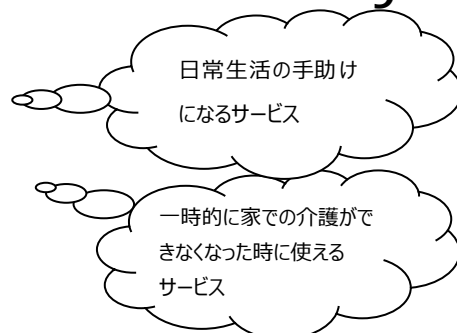 日常生活の手助け
になるサービス
一時的に家での介護がで
きなくなった時に使える
サービス